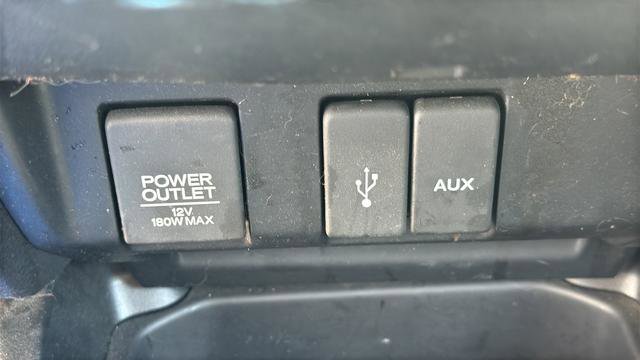 POWER
OUTLET
12V
180W MAX
AUX